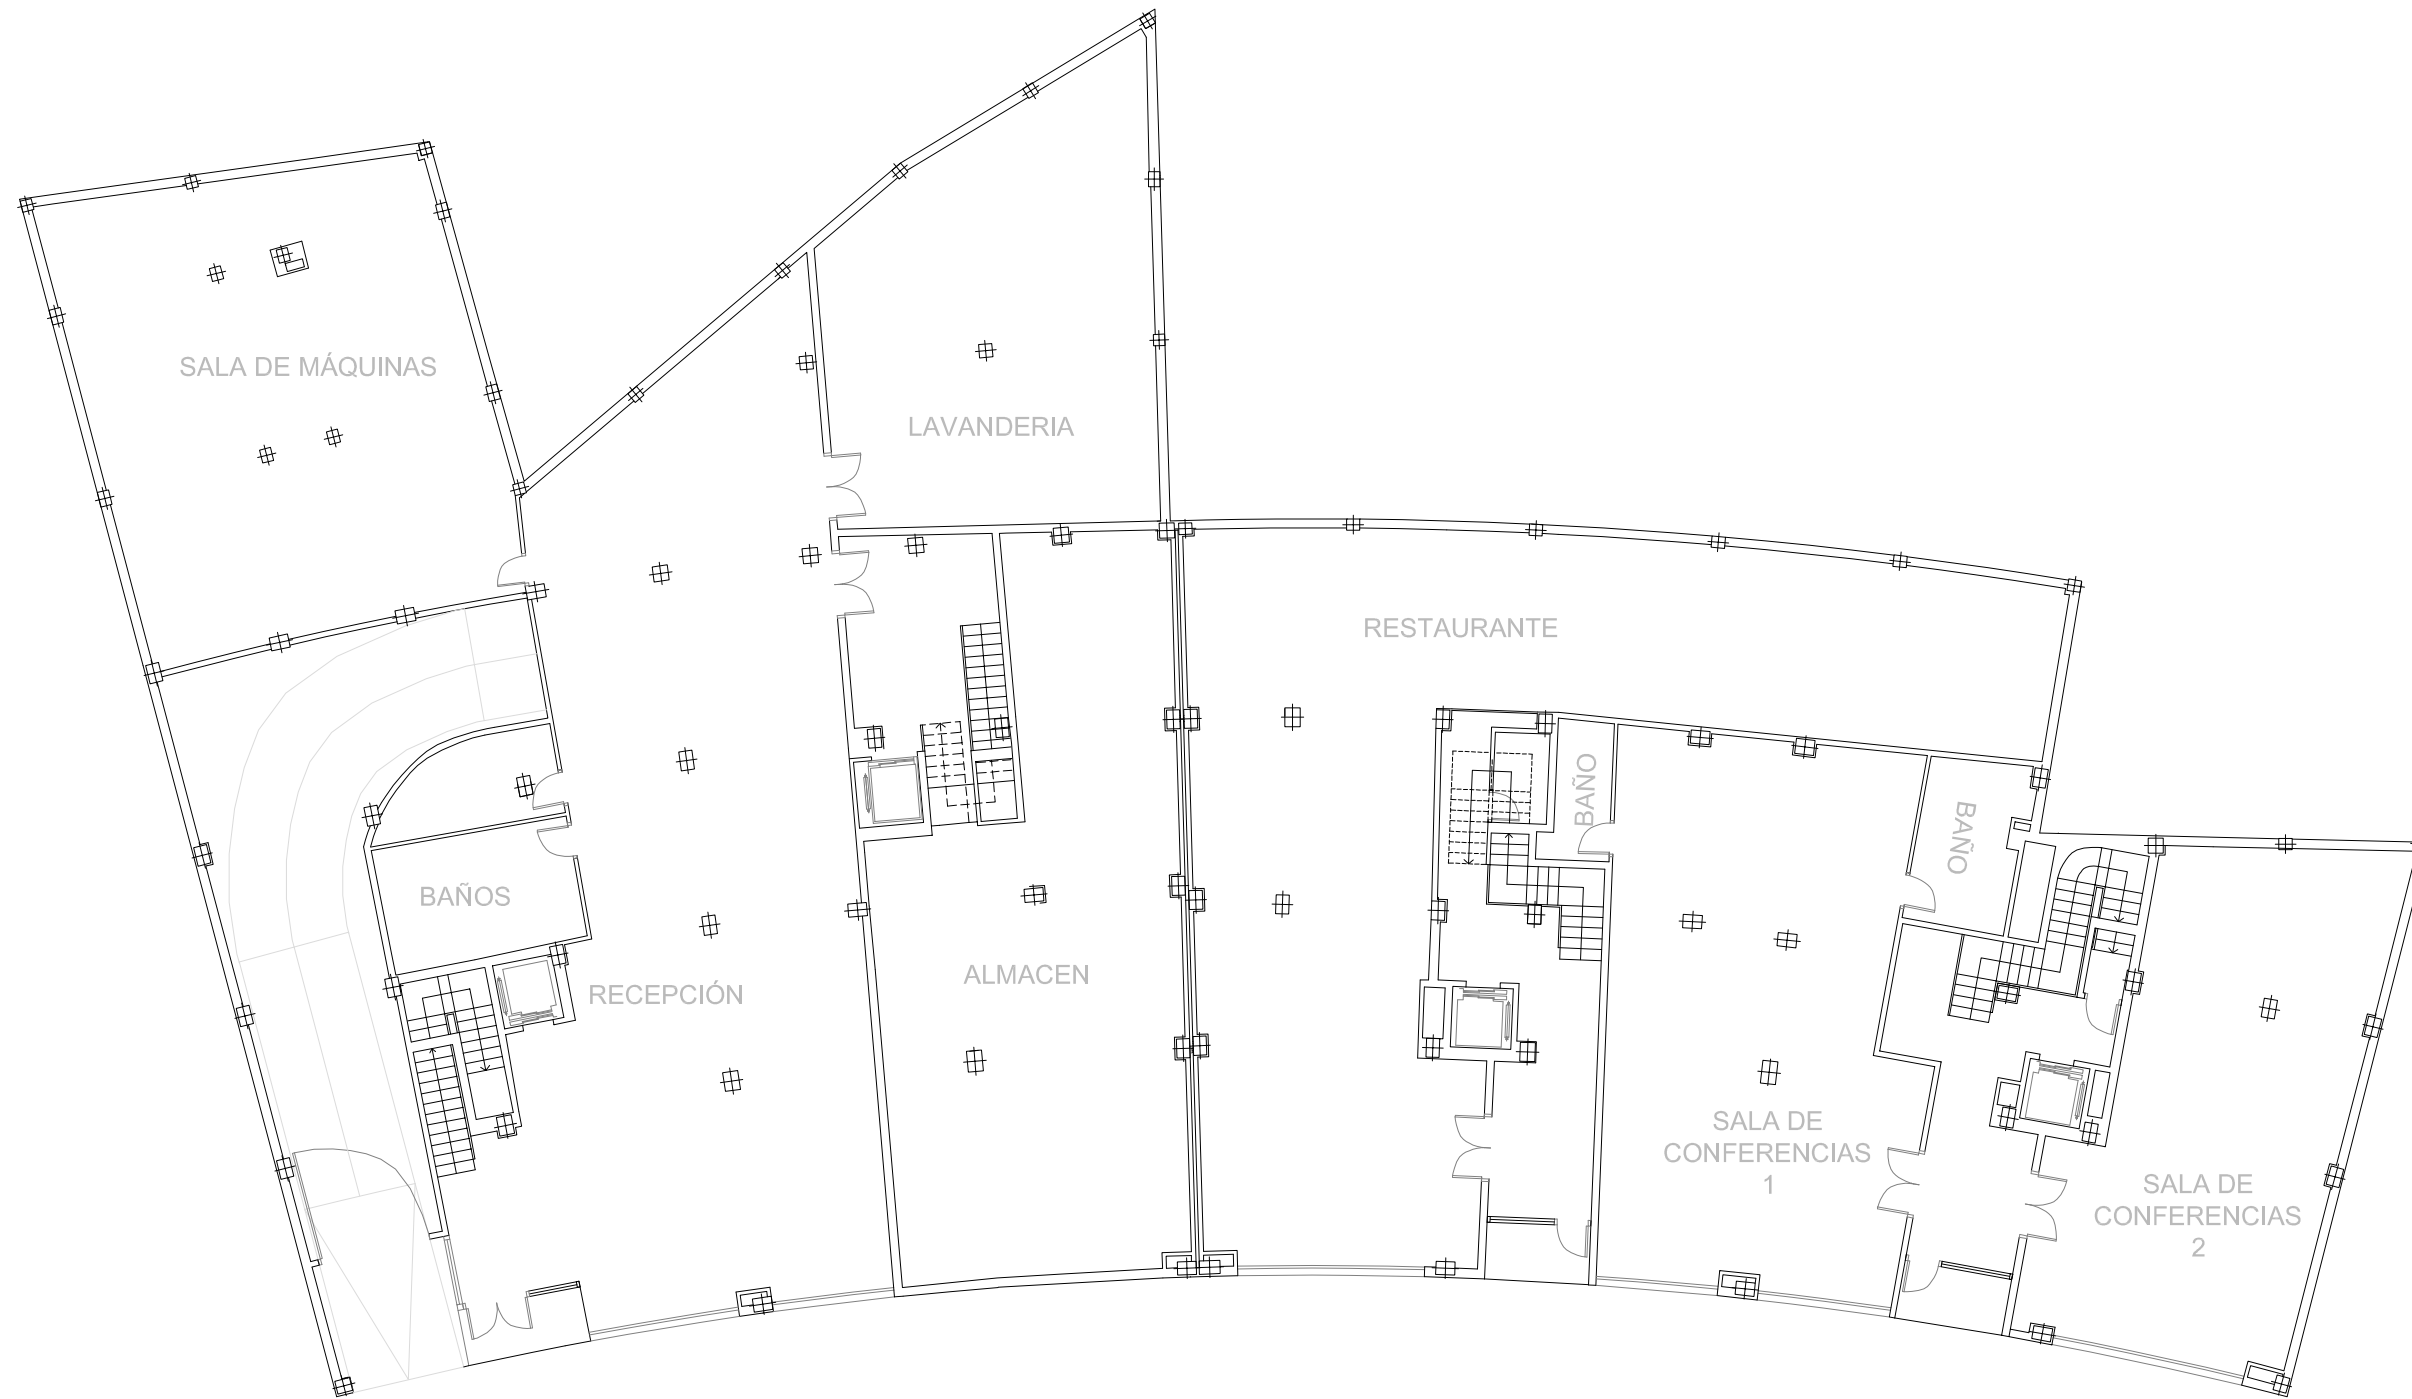 SALA DE MÁQUINAS
LAVANDERIA
RESTAURANTE
BAÑO
BAÑO
BAÑOS
RECEPCIÓN
ALMACEN
SALA DE
CONFERENCIAS
1
SALA DE
CONFERENCIAS
2